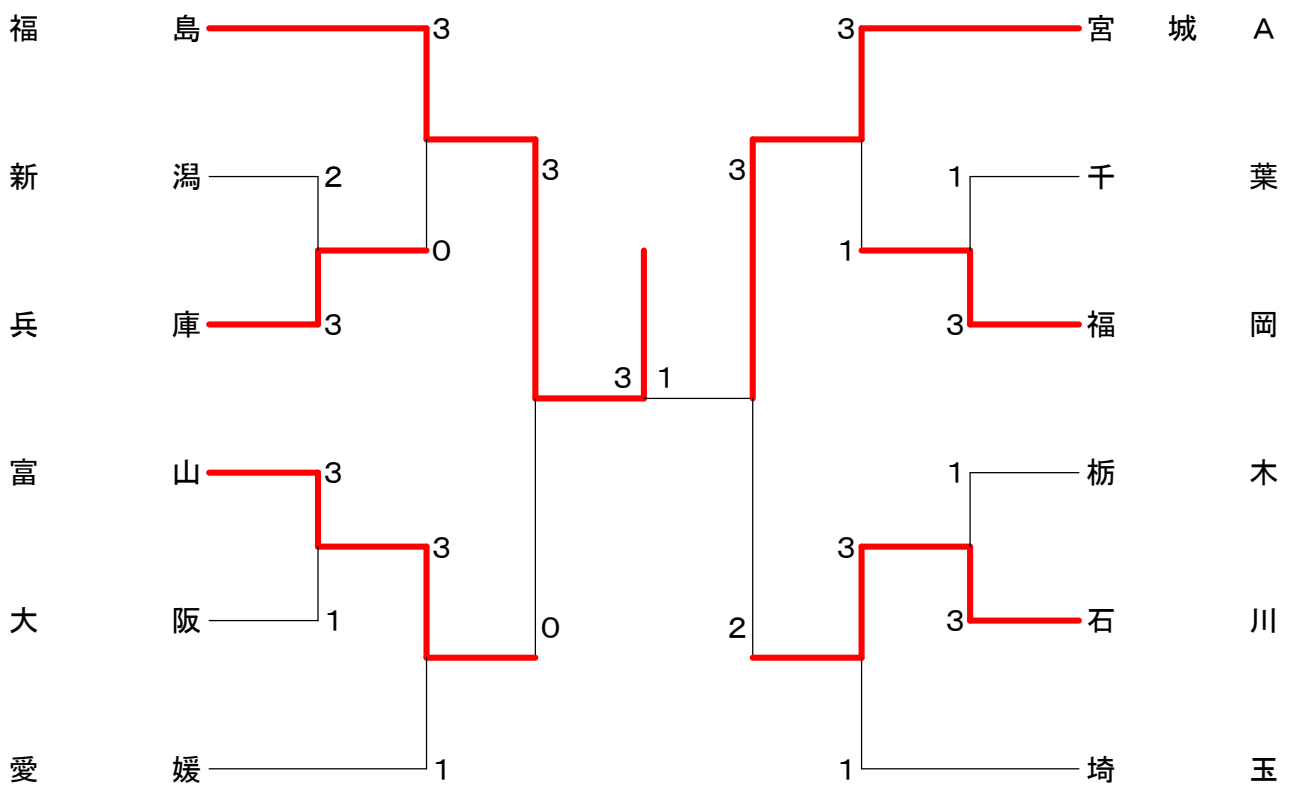 福島 3 3 宮城A
3 3
新潟 2 1 千葉
0 1
兵庫 3 3 福岡
3 1
富山 3 1 栃木
3 3
大阪 1 0 2 3 石川
愛媛 1 1 埼玉